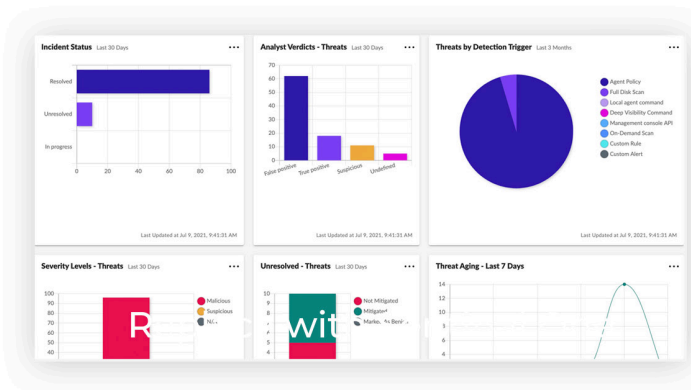 Incident Status Last 30 Days
Resolved
Unresolved
In progress
0 20 40 60 80 100
Last Updated at Jul 9, 2021, 9:41:31 AM
Analyst Verdicts - Threats Last 30 Days
70
60
50
40
30
20
10
0
False positive True positive Suspicious Undefined
Last Updated at Jul 9, 2021, 9:41:31 AM
Threats by Detection Trigger Last 3 Months
Agent Policy
Full Disk Scan
Local agent command
Deep Visibility Command
Management console API
On-Demand Scan
Custom Rule
Custom Alert
Last Updated at Jul 9, 2021, 9:41:31 AM
Severity Levels - Threats Last 30 Days
100
90
80
70
60
50
40
Malicious
Suspicious
Unresolved - Threats Last 30 Days
10
9
8
7
6
5
4
Not Mitigated
Mitigated
Threat Aging - Last 7 Days
14
12
10
8
6
4
with